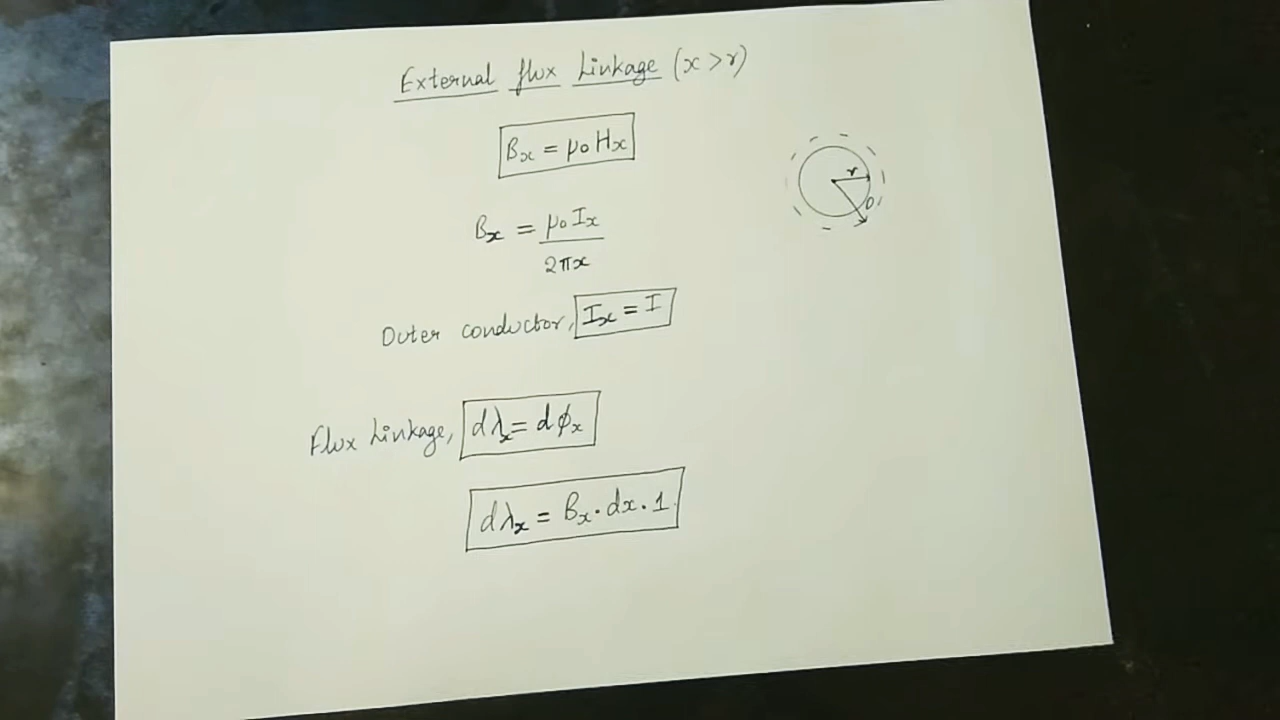 External flux Linkage (x > r)
Bx = μ0 Hx
r
D
Bx = μ0 Ix / 2πx
Outer conductor, Ix = I
Flux Linkage, dλx = dϕx
dλx = Bx . dx . 1